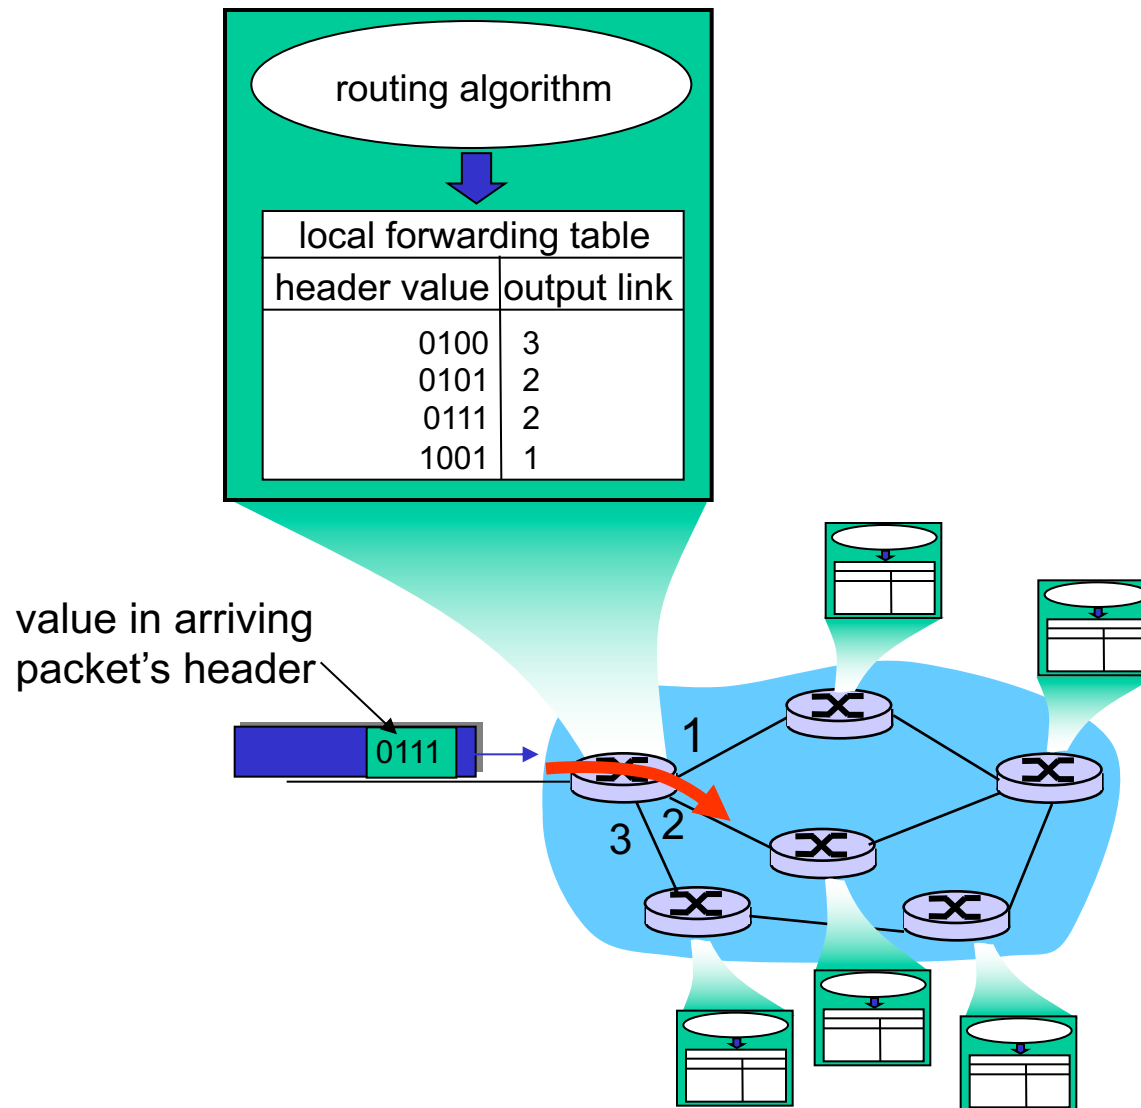 routing algorithm
local forwarding table
header value output link
0100 3
0101 2
0111 2
1001 1
value in arriving
packet’s header
0111
1
2
3